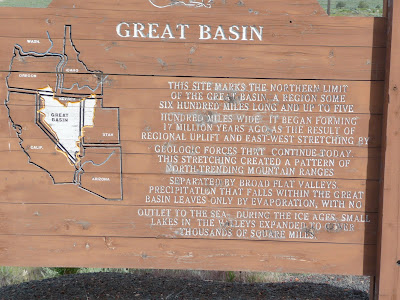 GREAT BASIN
WASH.
OREGON
IDAHO
NEVADA
GREAT
BASIN
UTAH
CALIF.
ARIZONA
THIS SITE MARKS THE NORTHERN LIMIT
OF THE GREAT BASIN, A REGION SOME
SIX HUNDRED MILES LONG AND UP TO FIVE
HUNDRED MILES WIDE. IT BEGAN FORMING
17 MILLION YEARS AGO AS THE RESULT OF
REGIONAL UPLIFT AND EAST-WEST STRETCHING BY
GEOLOGIC FORCES THAT CONTINUE TODAY.
THIS STRETCHING CREATED A PATTERN OF
NORTH-TRENDING MOUNTAIN RANGES
SEPARATED BY BROAD FLAT VALLEYS.
PRECIPITATION THAT FALLS WITHIN THE GREAT
BASIN LEAVES ONLY BY EVAPORATION, WITH NO
OUTLET TO THE SEA. DURING THE ICE AGES, SMALL
LAKES IN THE VALLEYS EXPANDED TO COVER
THOUSANDS OF SQUARE MILES.